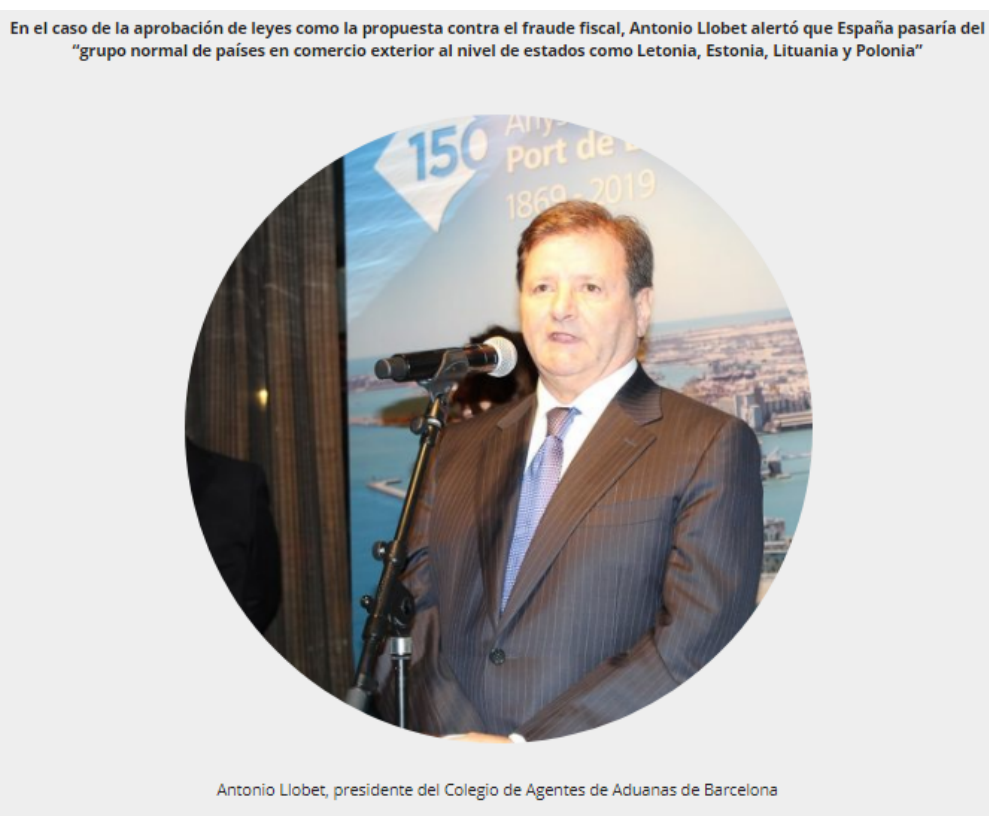 En el caso de la aprobación de leyes como la propuesta contra el fraude fiscal, Antonio Llobet alertó que España pasaría del
“grupo normal de países en comercio exterior al nivel de estados como Letonia, Estonia, Lituania y Polonia”
150
Anys
Port de
1869 - 2019
Antonio Llobet, presidente del Colegio de Agentes de Aduanas de Barcelona